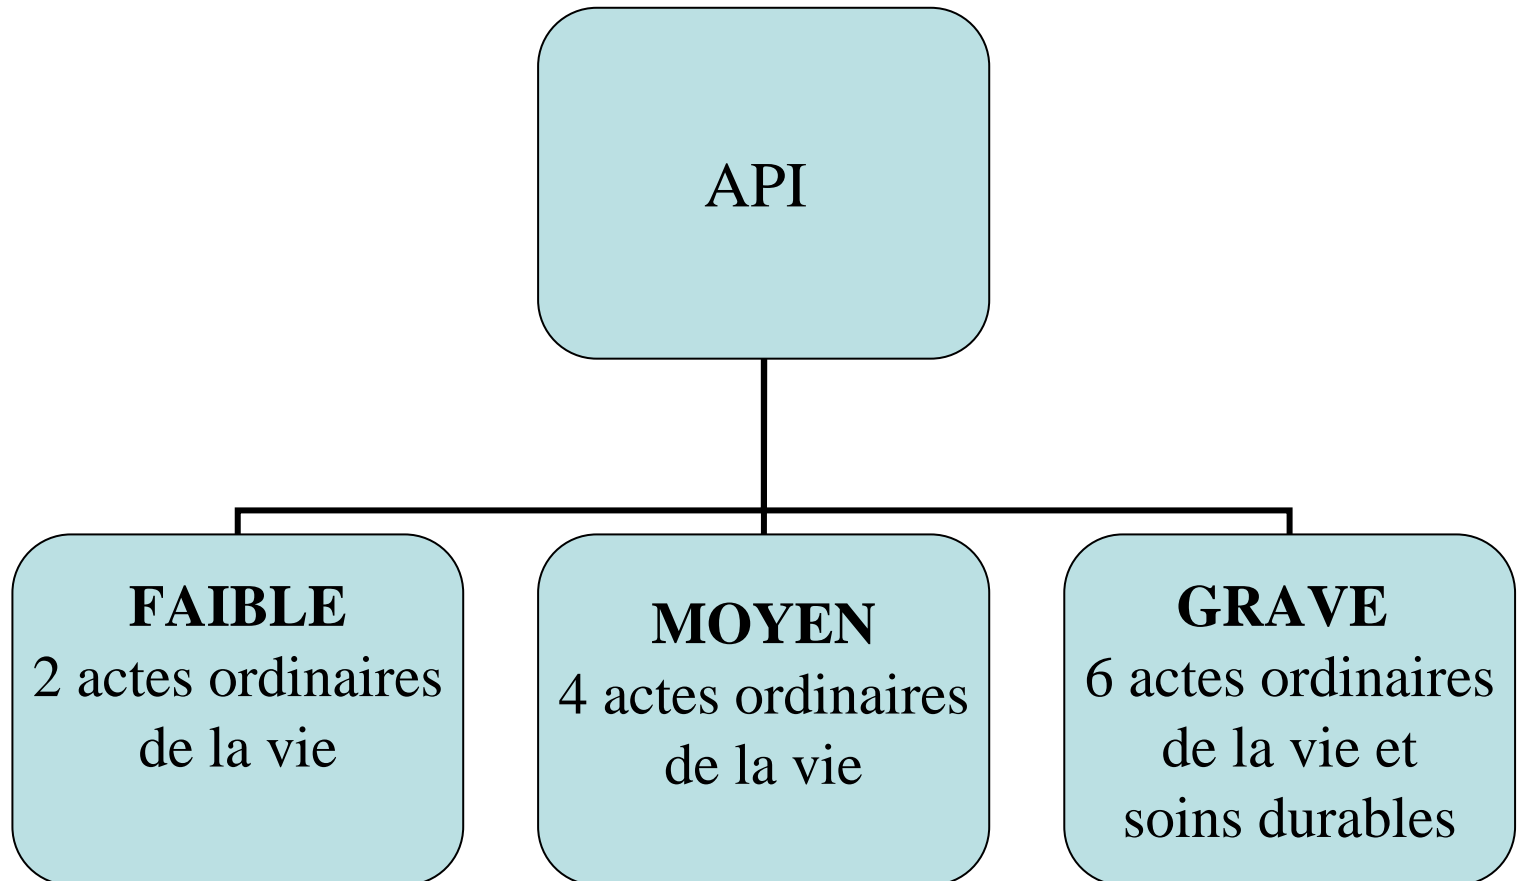 API
FAIBLE
2 actes ordinaires
de la vie
MOYEN
4 actes ordinaires
de la vie
GRAVE
6 actes ordinaires
de la vie et
soins durables